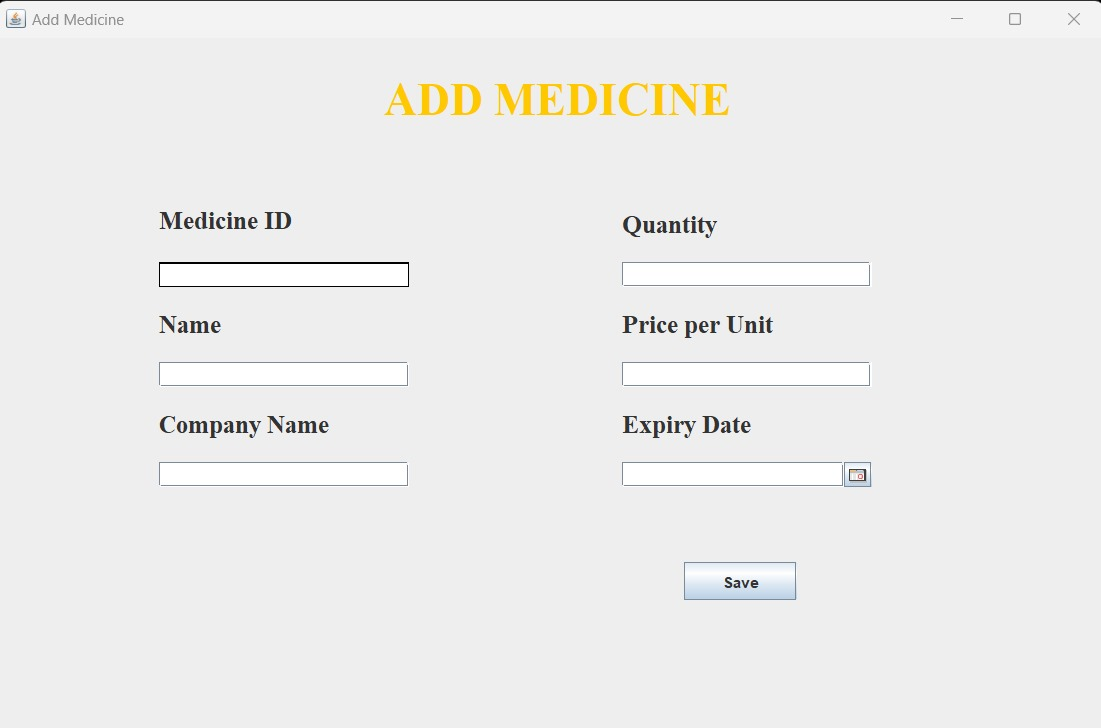 Add Medicine
ADD MEDICINE
Medicine ID
Quantity
Name
Price per Unit
Company Name
Expiry Date
Save